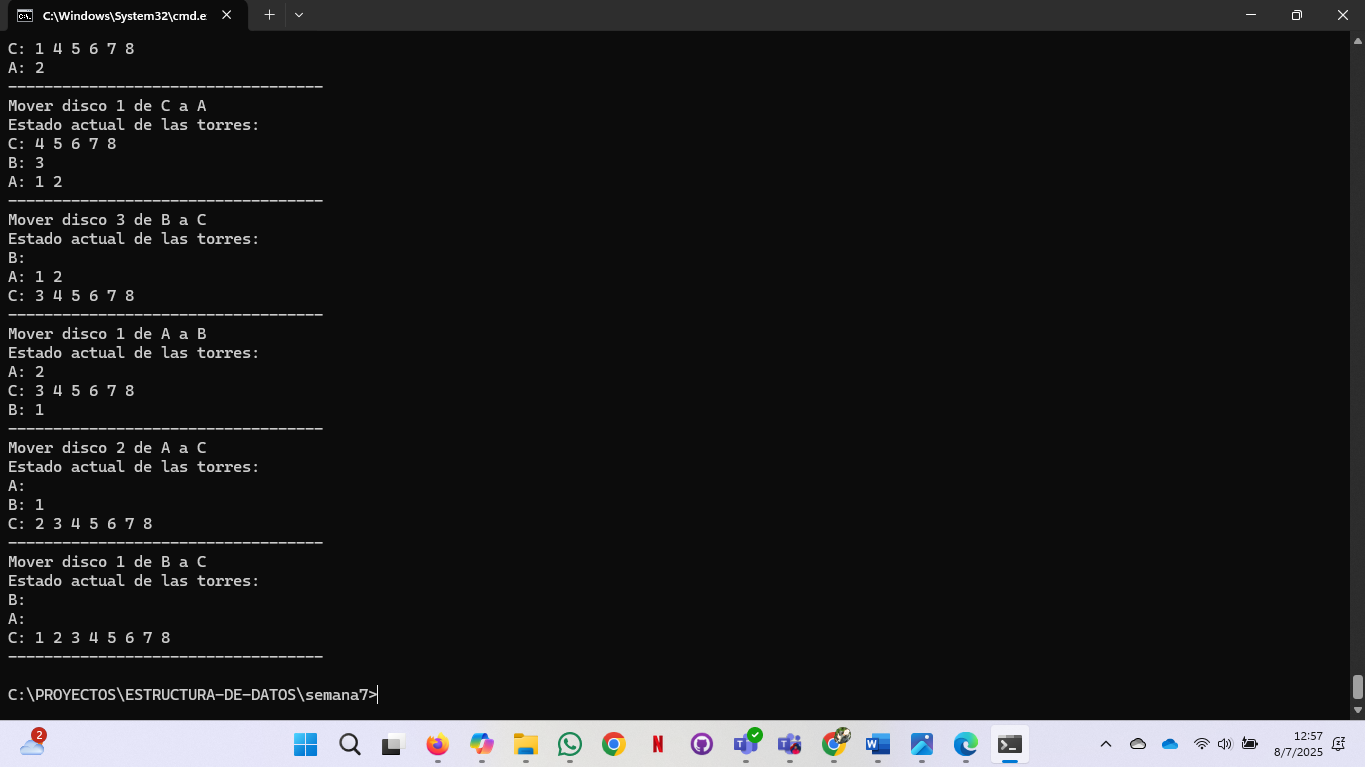 C:\Windows\System32\cmd.e
C: 1 4 5 6 7 8
A: 2
----------------------------------
Mover disco 1 de C a A
Estado actual de las torres:
C: 4 5 6 7 8
B: 3
A: 1 2
----------------------------------
Mover disco 3 de B a C
Estado actual de las torres:
B:
A: 1 2
C: 3 4 5 6 7 8
----------------------------------
Mover disco 1 de A a B
Estado actual de las torres:
A: 2
C: 3 4 5 6 7 8
B: 1
----------------------------------
Mover disco 2 de A a C
Estado actual de las torres:
A:
B: 1
C: 2 3 4 5 6 7 8
----------------------------------
Mover disco 1 de B a C
Estado actual de las torres:
B:
A:
C: 1 2 3 4 5 6 7 8
----------------------------------
C:\PROYECTOS\ESTRUCTURA-DE-DATOS\semana7>
2
12:57
8/7/2025